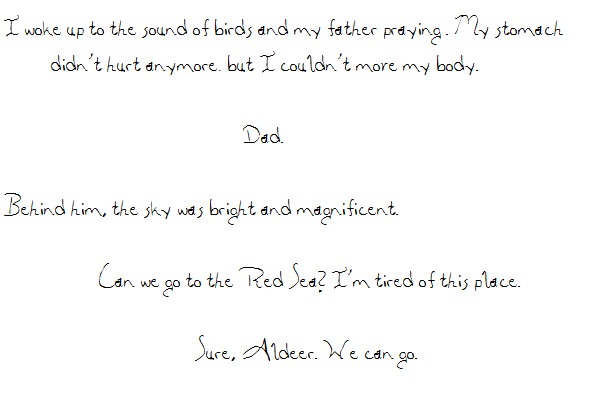 I woke up to the sound of birds and my father praying. My stomach
didn't hurt anymore. but I couldn't more my body.
Dad.
Behind him, the sky was bright and magnificent.
Can we go to the Red Sea? I'm tired of this place.
Sure, Aldeer. We can go.